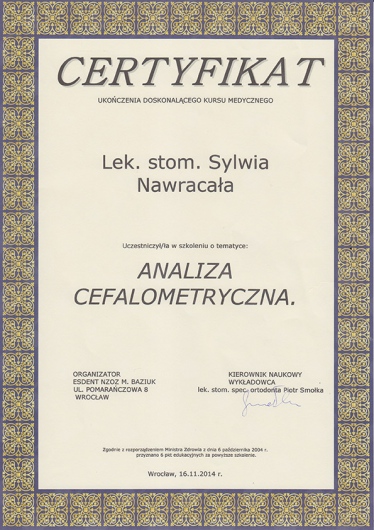 CERTYFIKAT
UKOŃCZENIA DOSKONALĄCEGO KURSU MEDYCZNEGO
Lek. stom. Sylwia
Nawracała
Uczestniczył/ła w szkoleniu o tematyce:
ANALIZA
CEFALOMETRYCZNA.
ORGANIZATOR
ESDENT NZOZ M. BAZIUK
UL. POMARAŃCZOWA 8
WROCŁAW
KIEROWNIK NAUKOWY
WYKŁADOWCA
lek. stom. spec. ortodonta Piotr Smolka
Zgodnie z rozporządzeniem Ministra Zdrowia z dnia 6 października 2004 r.
przyznano 6 pkt edukacyjnych za powyższe szkolenie.
Wrocław, 16.11.2014 r.